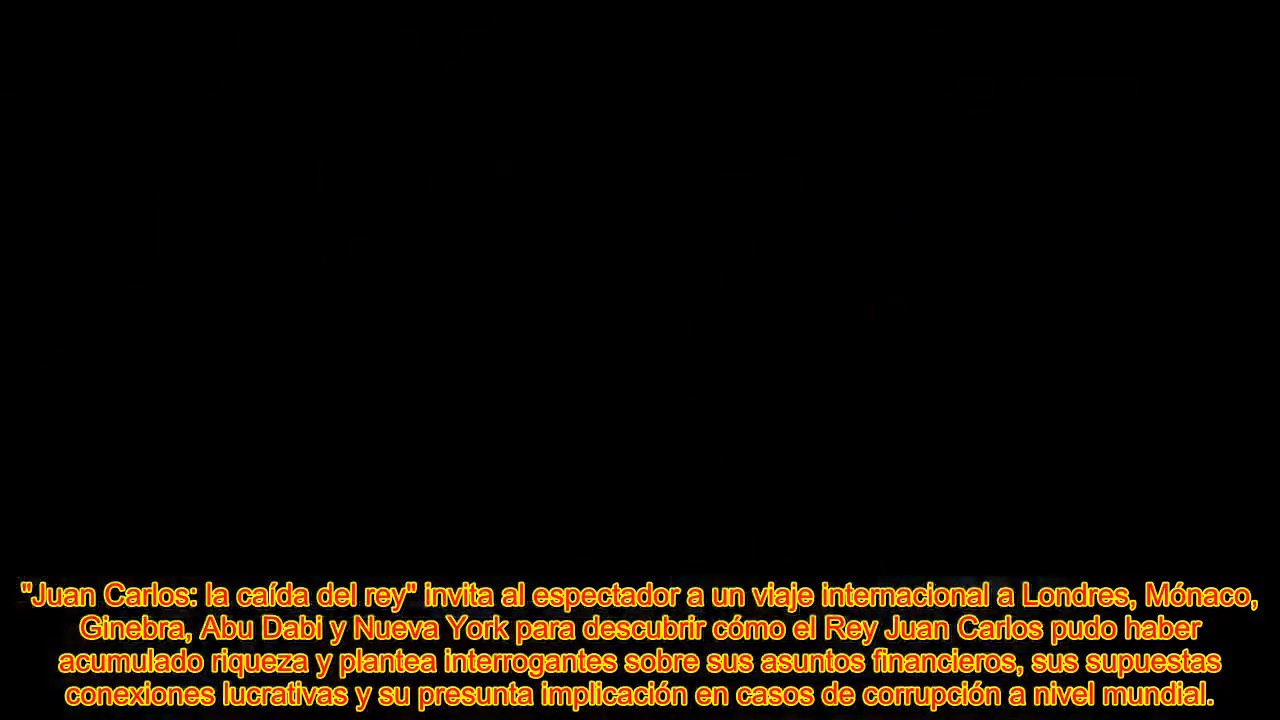 "Juan Carlos: la caída del rey" invita al espectador a un viaje internacional a Londres, Mónaco,
Ginebra, Abu Dabi y Nueva York para descubrir cómo el Rey Juan Carlos pudo haber
acumulado riqueza y plantea interrogantes sobre sus asuntos financieros, sus supuestas
conexiones lucrativas y su presunta implicación en casos de corrupción a nivel mundial.